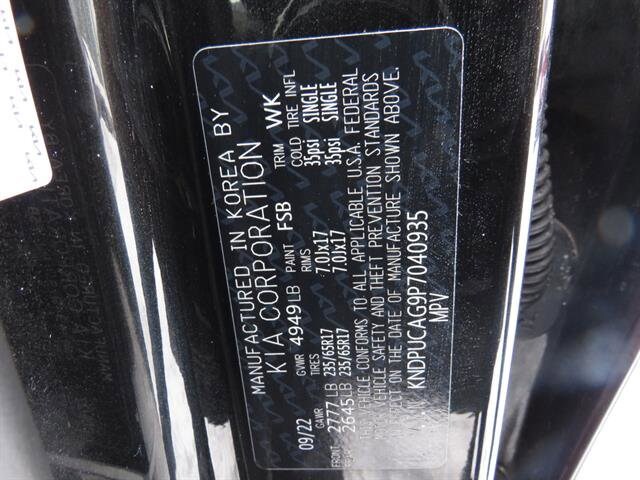 MANUFACTURED IN KOREA BY
KIA CORPORATION
09/22 GVWR 4949LB PAINT FSB TRIM WK
GAWR TIRES RIMS COLD TIRE INFL
FRONT 2777LB 235/65R17 7.0Jx17 35psi SINGLE
2645LB 235/65R17 7.0Jx17 35psi SINGLE
THIS VEHICLE CONFORMS TO ALL APPLICABLE U.S.A. FEDERAL
MOTOR VEHICLE SAFETY AND THEFT PREVENTION STANDARDS
IN EFFECT ON THE DATE OF MANUFACTURE SHOWN ABOVE.
KNDPUCAG9P7040935
MPV